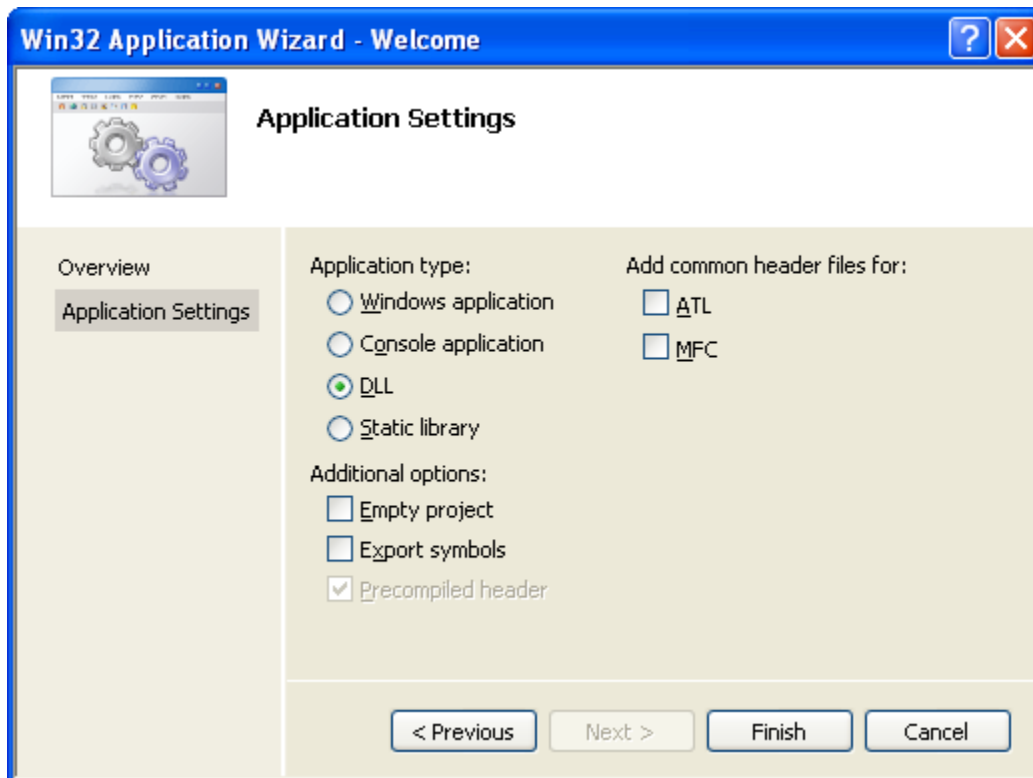 Win32 Application Wizard - Welcome
Application Settings
Overview
Application Settings
Application type:
Windows application
Console application
DLL
Static library
Additional options:
Empty project
Export symbols
Precompiled header
Add common header files for:
ATL
MFC
< Previous
Next >
Finish
Cancel